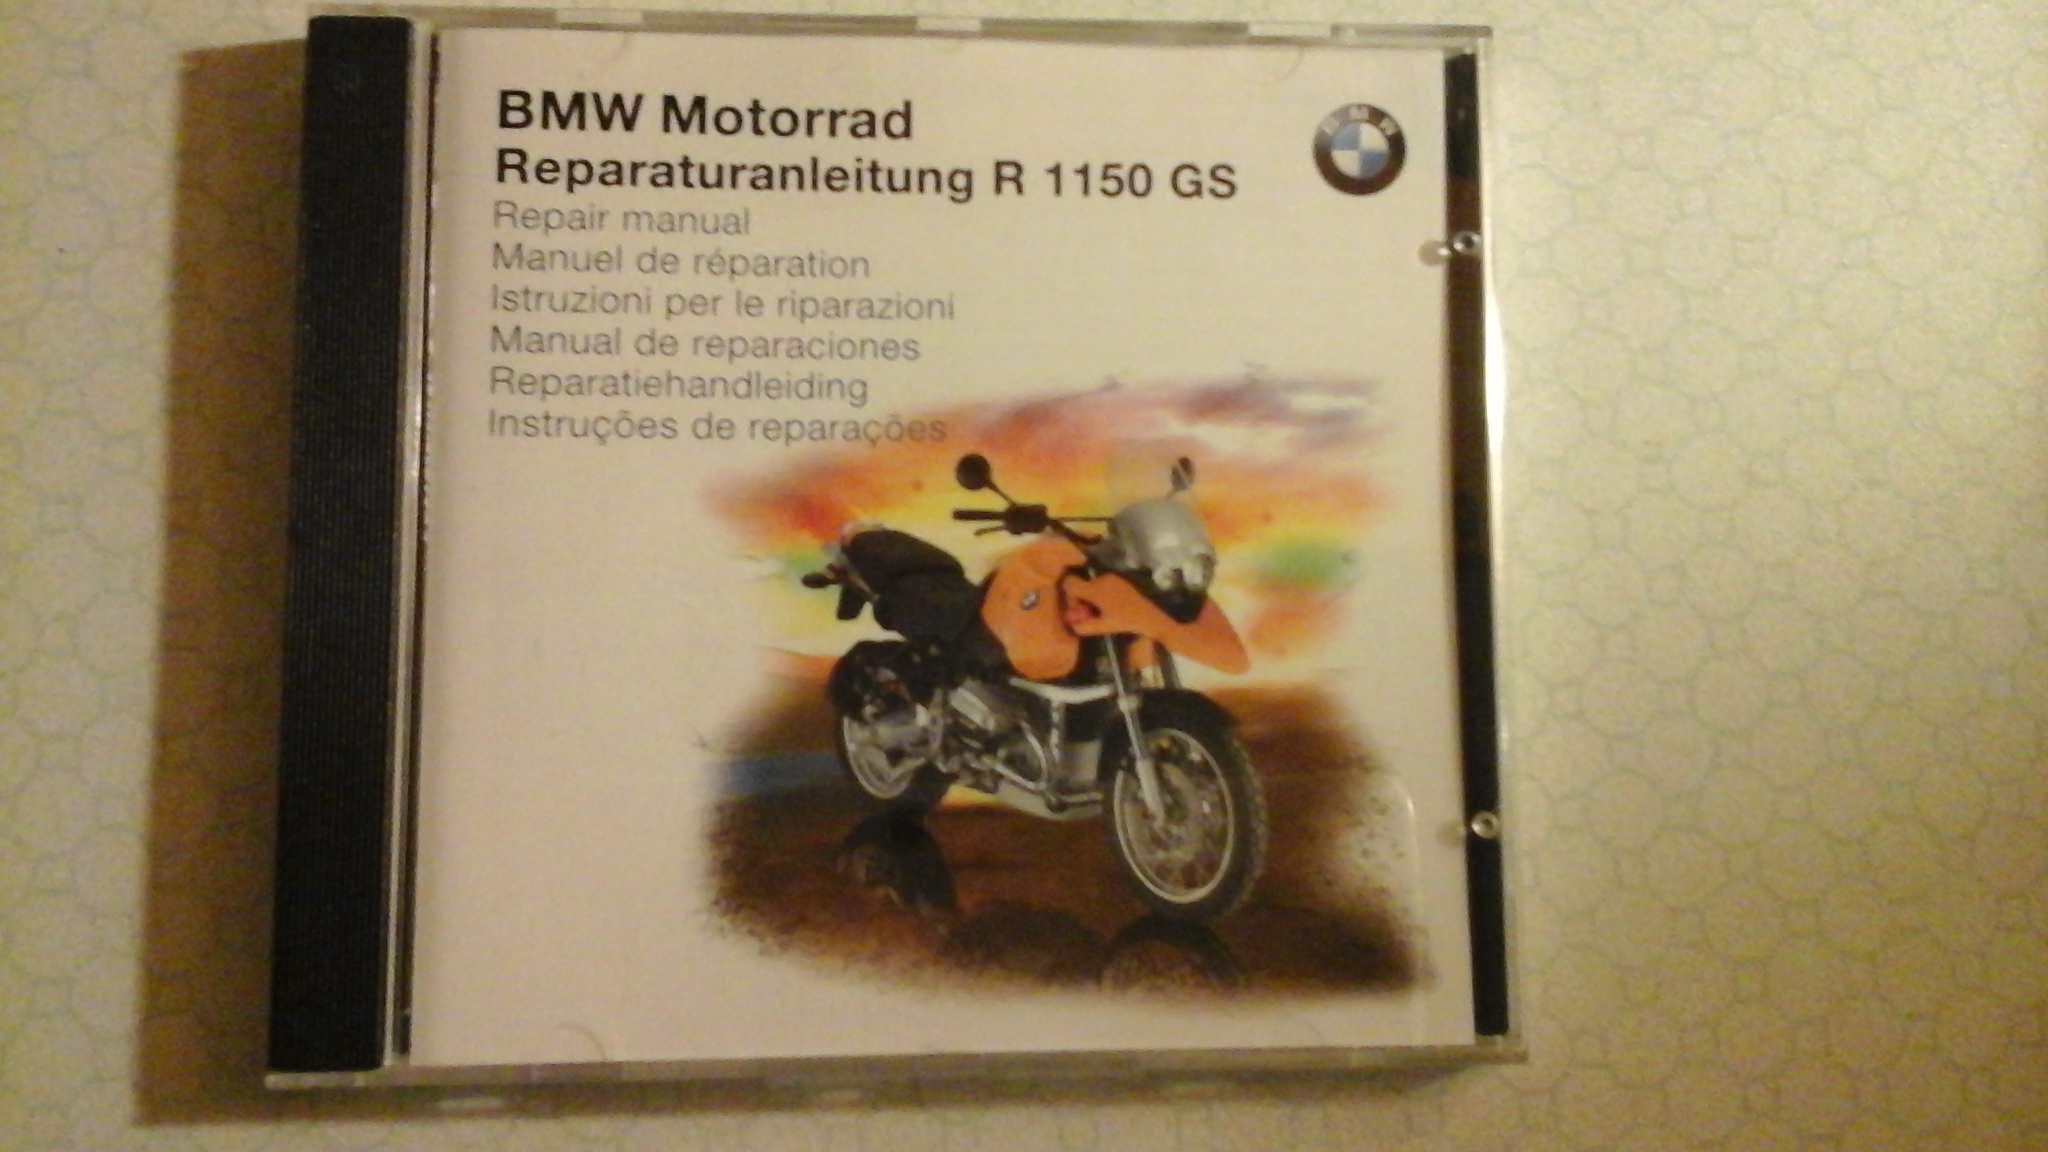 BMW Motorrad
Reparaturanleitung R 1150 GS
Repair manual
Manuel de réparation
Istruzioni per le riparazioni
Manual de reparaciones
Reparatiehandleiding
Instruções de reparações
BMW